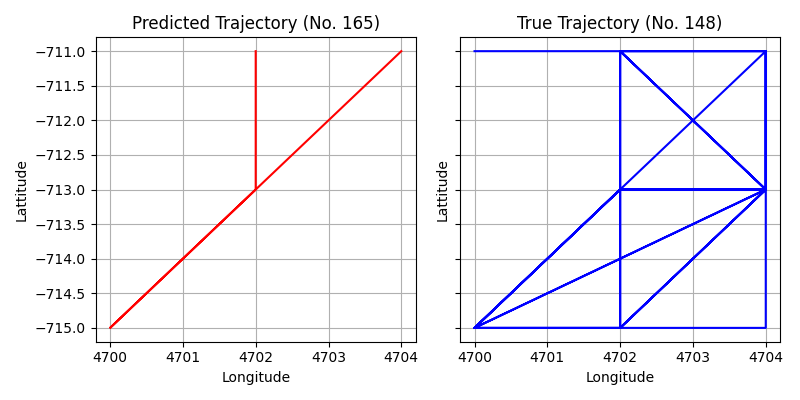 Predicted Trajectory (No. 165)
Lattitude
−711.0
−711.5
−712.0
−712.5
−713.0
−713.5
−714.0
−714.5
−715.0
4700 4701 4702 4703 4704
Longitude
True Trajectory (No. 148)
Lattitude
4700 4701 4702 4703 4704
Longitude